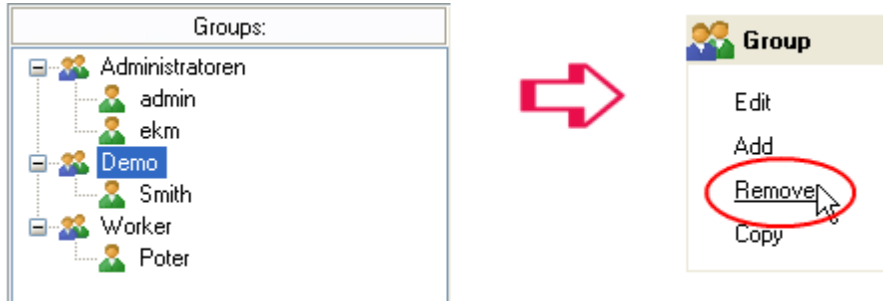 Groups:
Administratoren
admin
ekm
Demo
Smith
Worker
Poter
Group
Edit
Add
Remove
Copy